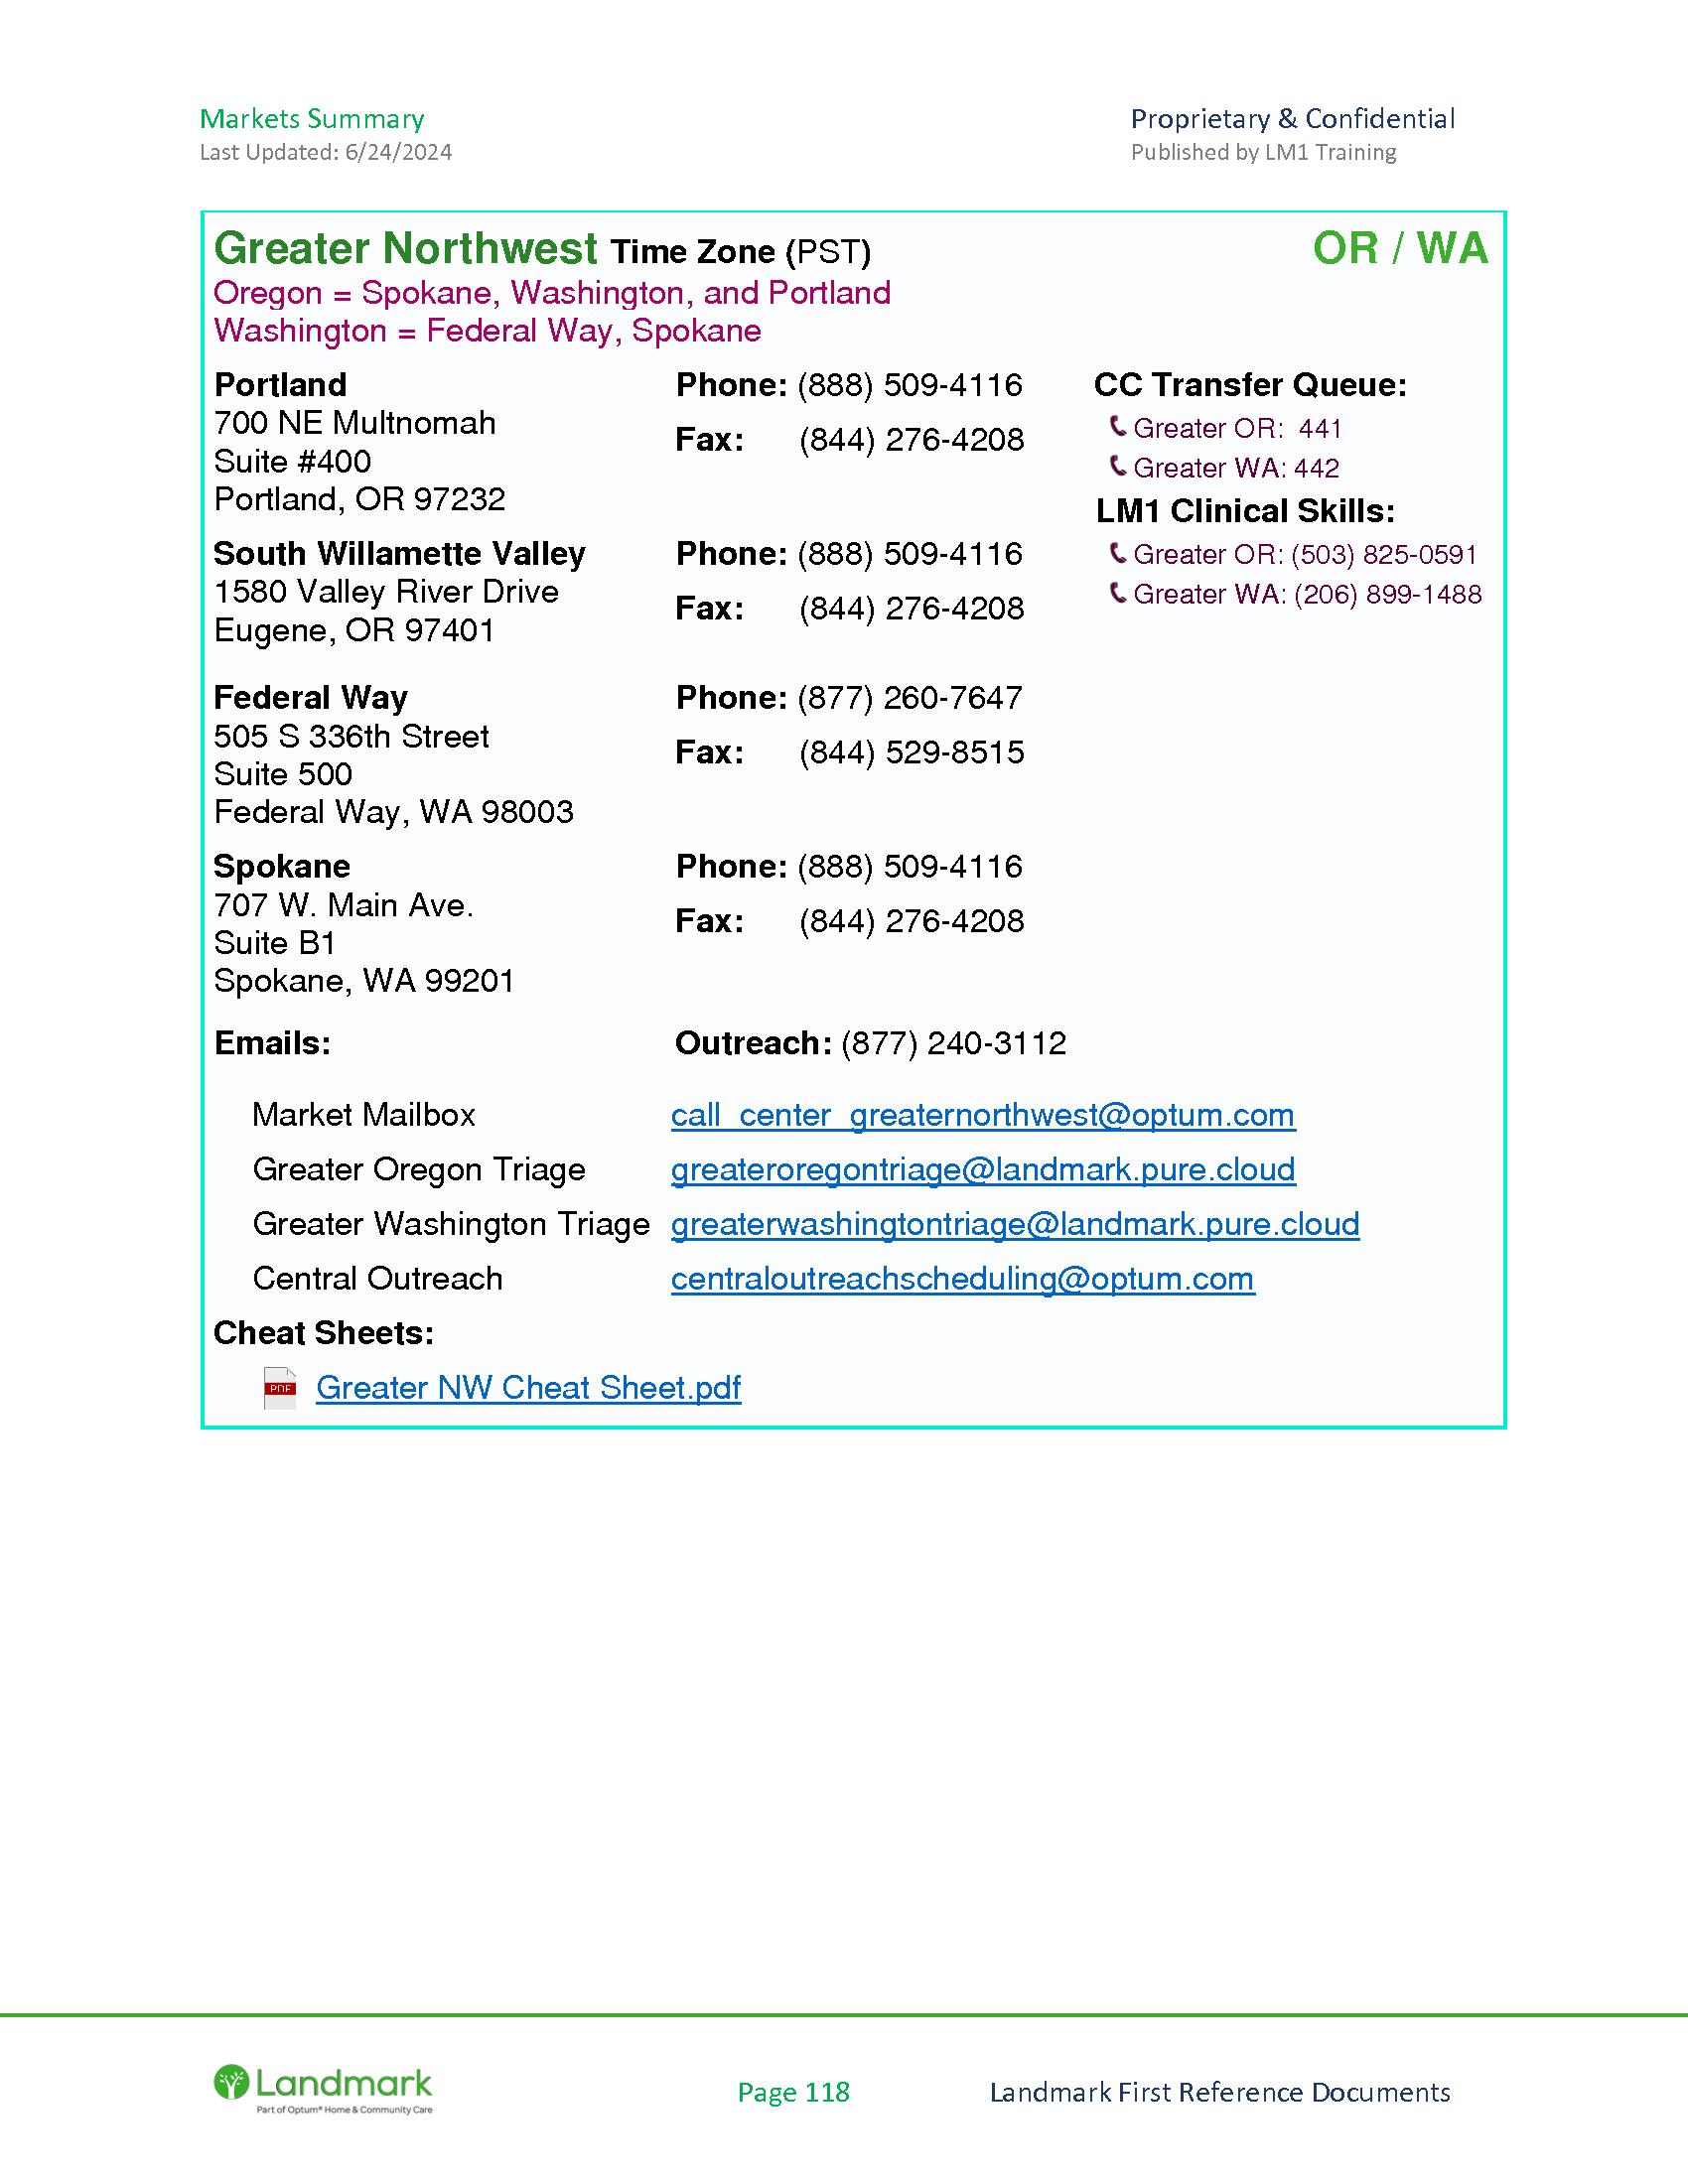 Markets Summary
Proprietary & Confidential
Last Updated: 6/24/2024
Published by LM1 Training
Greater Northwest Time Zone (PST)
OR / WA
Oregon = Spokane, Washington, and Portland
Washington = Federal Way, Spokane
Portland
700 NE Multnomah
Suite #400
Portland, OR 97232
Phone: (888) 509-4116
Fax: (844) 276-4208
CC Transfer Queue:
Greater OR: 441
Greater WA: 442
LM1 Clinical Skills:
Greater OR: (503) 825-0591
Greater WA: (206) 899-1488
South Willamette Valley
1580 Valley River Drive
Eugene, OR 97401
Phone: (888) 509-4116
Fax: (844) 276-4208
Federal Way
505 S 336th Street
Suite 500
Federal Way, WA 98003
Phone: (877) 260-7647
Fax: (844) 529-8515
Spokane
707 W. Main Ave.
Suite B1
Spokane, WA 99201
Phone: (888) 509-4116
Fax: (844) 276-4208
Emails:
Outreach: (877) 240-3112
Market Mailbox call_center_greaternorthwest@optum.com
Greater Oregon Triage greateroregontriage@landmark.pure.cloud
Greater Washington Triage greaterwashingtontriage@landmark.pure.cloud
Central Outreach centraloutreachscheduling@optum.com
Cheat Sheets:
PDF Greater NW Cheat Sheet.pdf
Landmark
Part of Optum® Home & Community Care
Page 118
Landmark First Reference Documents